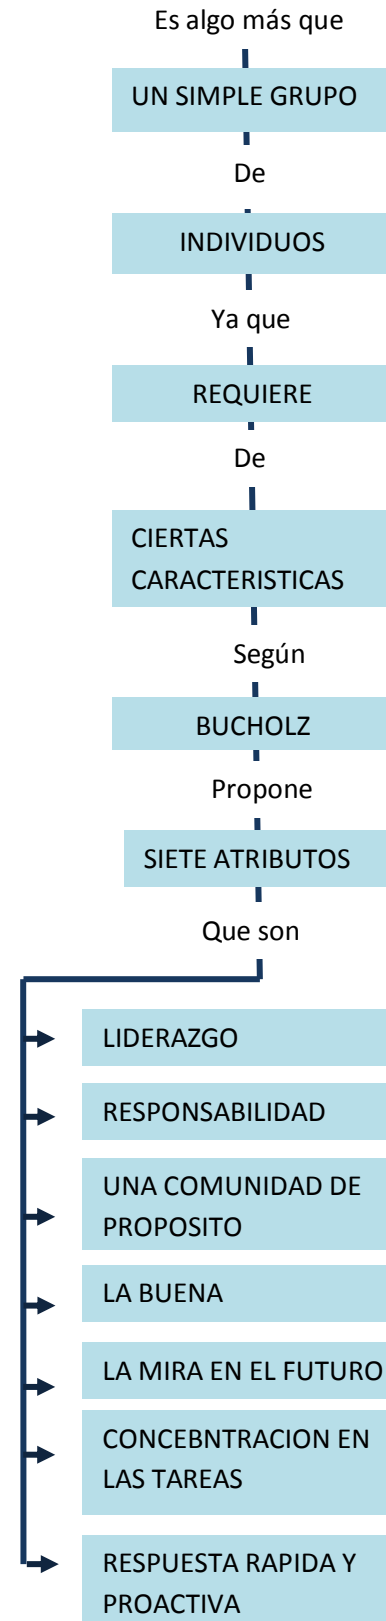 Es algo más que
UN SIMPLE GRUPO
De
INDIVIDUOS
Ya que
REQUIERE
De
CIERTAS
CARACTERISTICAS
Según
BUCHOLZ
Propone
SIETE ATRIBUTOS
Que son
LIDERAZGO
RESPONSABILIDAD
UNA COMUNIDAD DE
PROPOSITO
LA BUENA
LA MIRA EN EL FUTURO
CONCEBNTRACION EN
LAS TAREAS
RESPUESTA RAPIDA Y
PROACTIVA